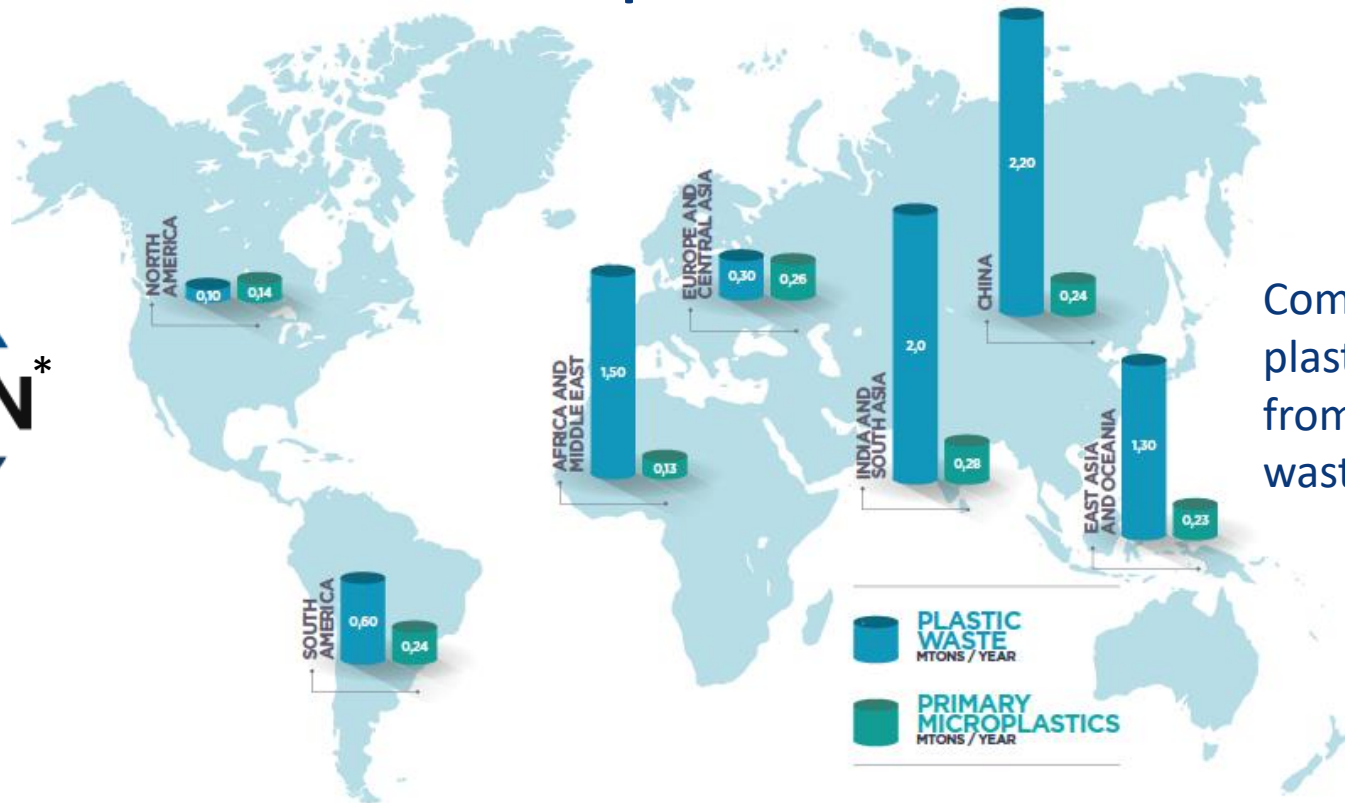 2,20
NORTH
AMERICA
0,10
0,14
EUROPE AND
CENTRAL ASIA
0,30
0,26
CHINA
0,24
N*
AFRICA AND
MIDDLE EAST
1,50
0,13
INDIA AND
SOUTH ASIA
2,0
0,28
EAST ASIA
AND OCEANIA
1,30
0,23
Com
plast
from
wast
SOUTH
AMERICA
0,60
0,24
PLASTIC
WASTE
MTONS / YEAR
PRIMARY
MICROPLASTICS
MTONS / YEAR